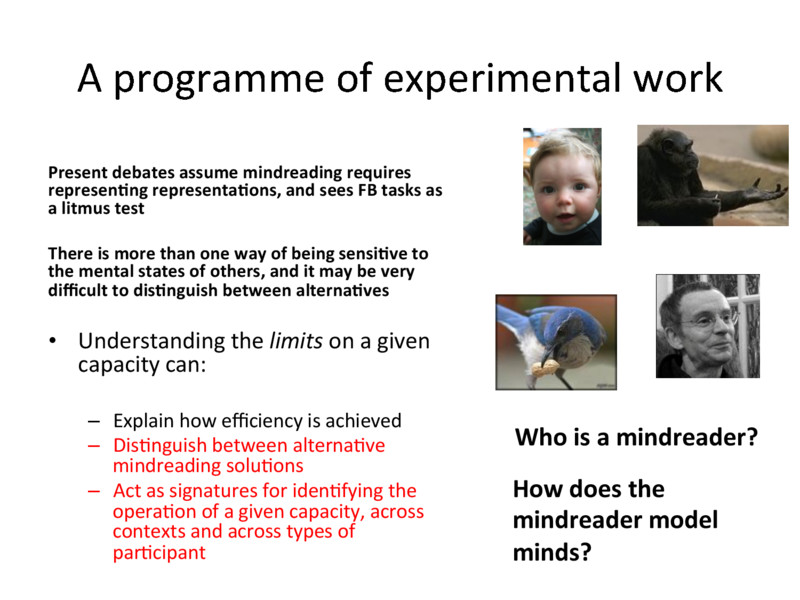 A programme of experimental work
Present debates assume mindreading requires
representing representations, and sees FB tasks as
a litmus test
There is more than one way of being sensitive to
the mental states of others, and it may be very
difficult to distinguish between alternatives
• Understanding the limits on a given
capacity can:
– Explain how efficiency is achieved
– Distinguish between alternative
mindreading solutions
– Act as signatures for identifying the
operation of a given capacity, across
contexts and across types of
participant
Who is a mindreader?
How does the
mindreader model
minds?